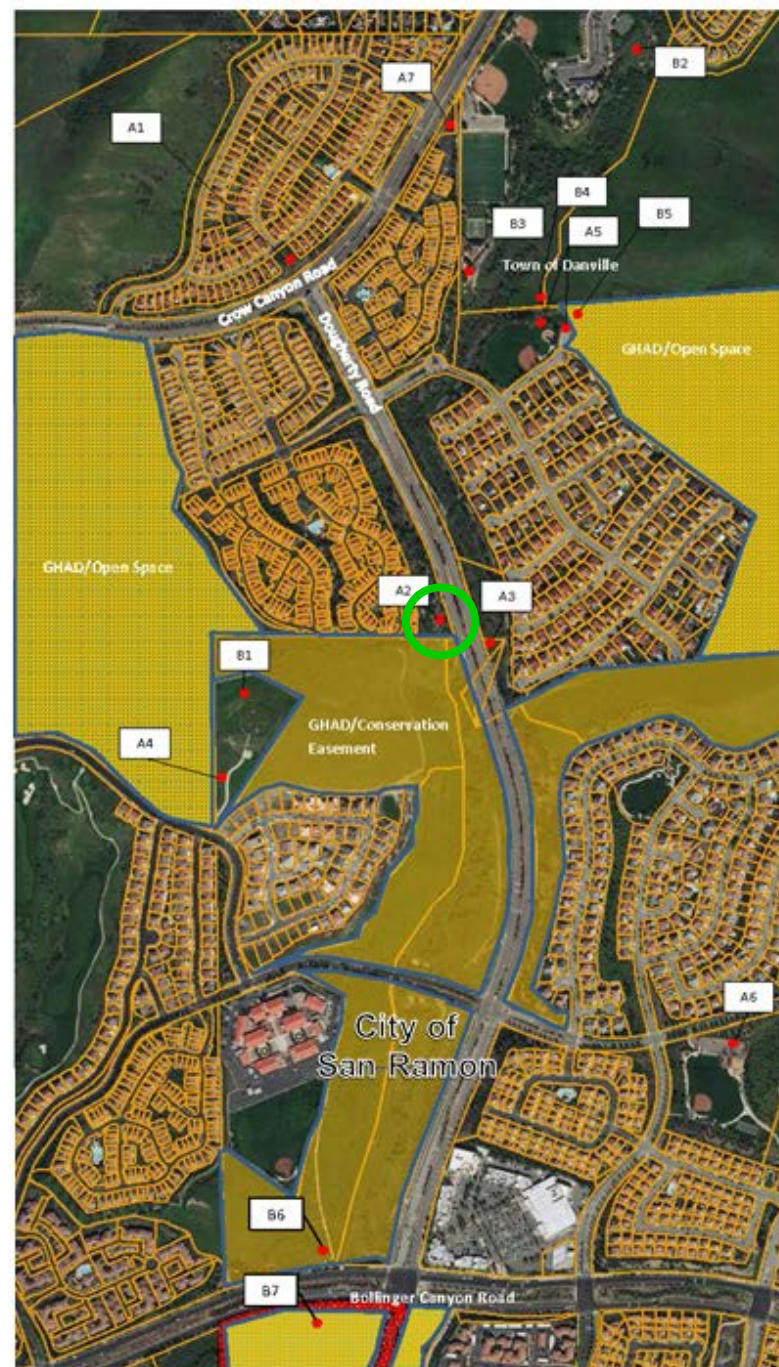 B2
A7
A1
B4
B3
A5
B5
Town of Danville
Crow Canyon Road
Dougherty Road
GHAD/Open Space
GHAD/Open Space
A2
A3
B1
GHAD/Conservation
Easement
A4
A6
City of
San Ramon
B6
B7
Bollinger Canyon Road